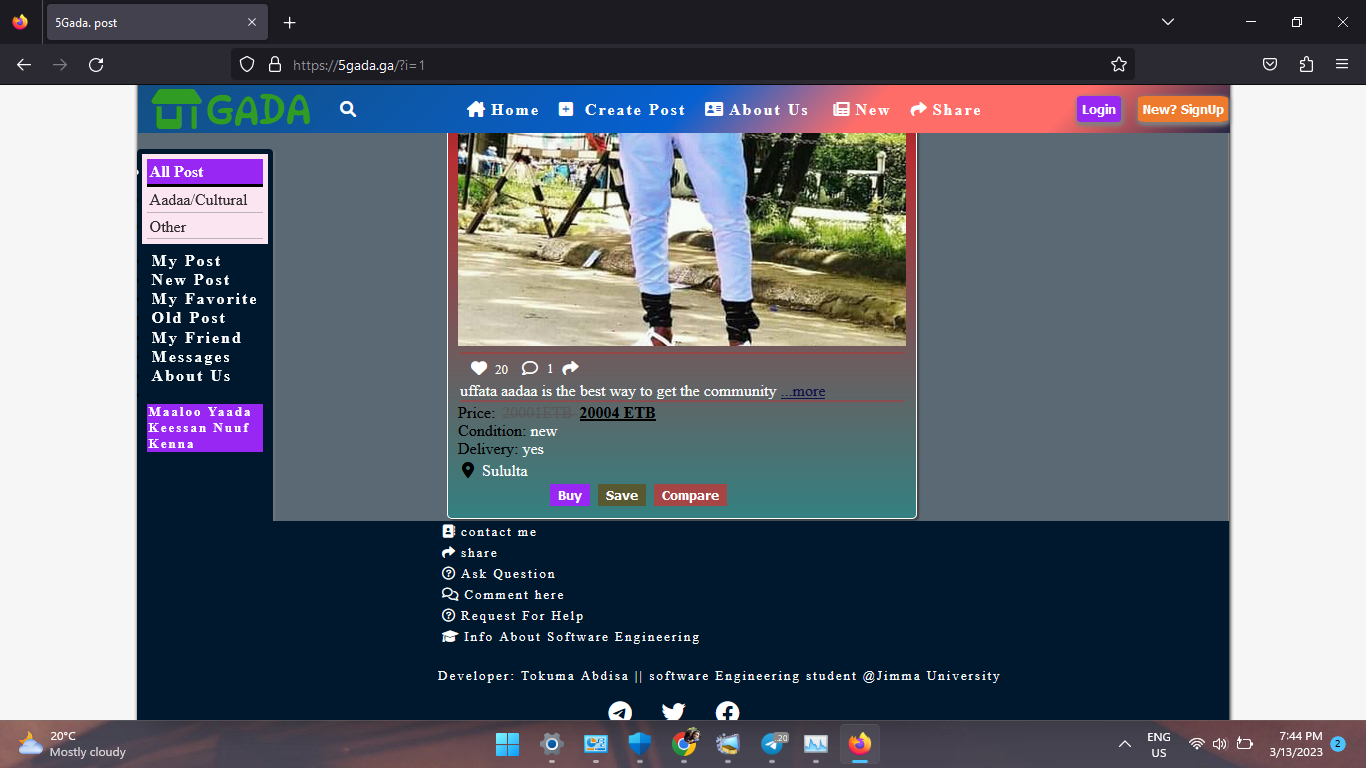 5Gada. post
https://5gada.ga/?i=1
GADA
Home
Create Post
About Us
New
Share
Login
New? SignUp
All Post
Aadaa/Cultural
Other
My Post
New Post
My Favorite
Old Post
My Friend
Messages
About Us
Maaloo Yaada
Keessan Nuuf
Kenna
20 1
uffata aadaa is the best way to get the community ...more
Price: 20001ETB 20004 ETB
Condition: new
Delivery: yes
Sululta
Buy Save Compare
contact me
share
Ask Question
Comment here
Request For Help
Info About Software Engineering
Developer: Tokuma Abdisa || software Engineering student @Jimma University
20°C
Mostly cloudy
20
ENG
US
7:44 PM
3/13/2023
2